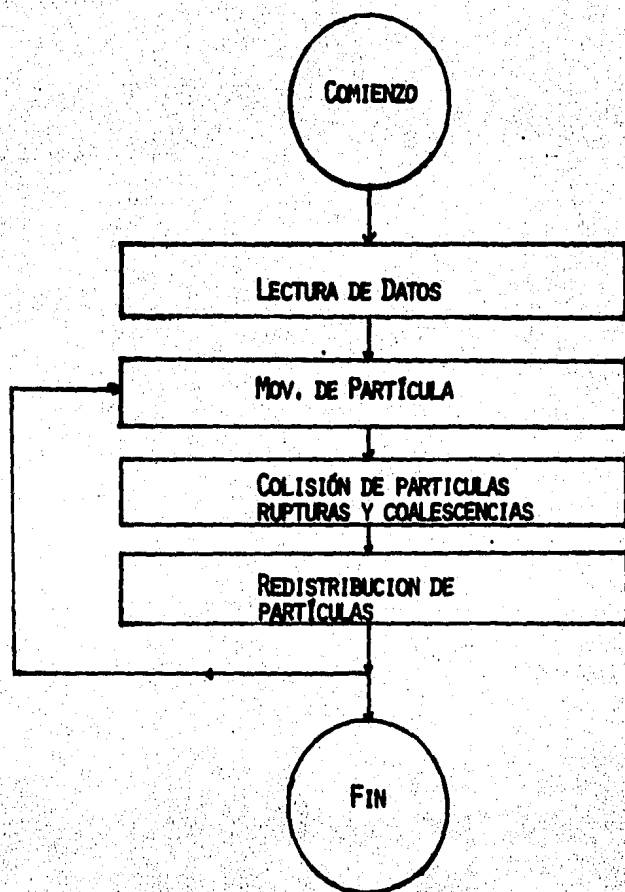 COMIENZO
LECTURA DE DATOS
MOV. DE PARTÍCULA
COLISIÓN DE PARTICULAS
RUPTURAS Y COALESCENCIAS
REDISTRIBUCION DE
PARTÍCULAS
FIN